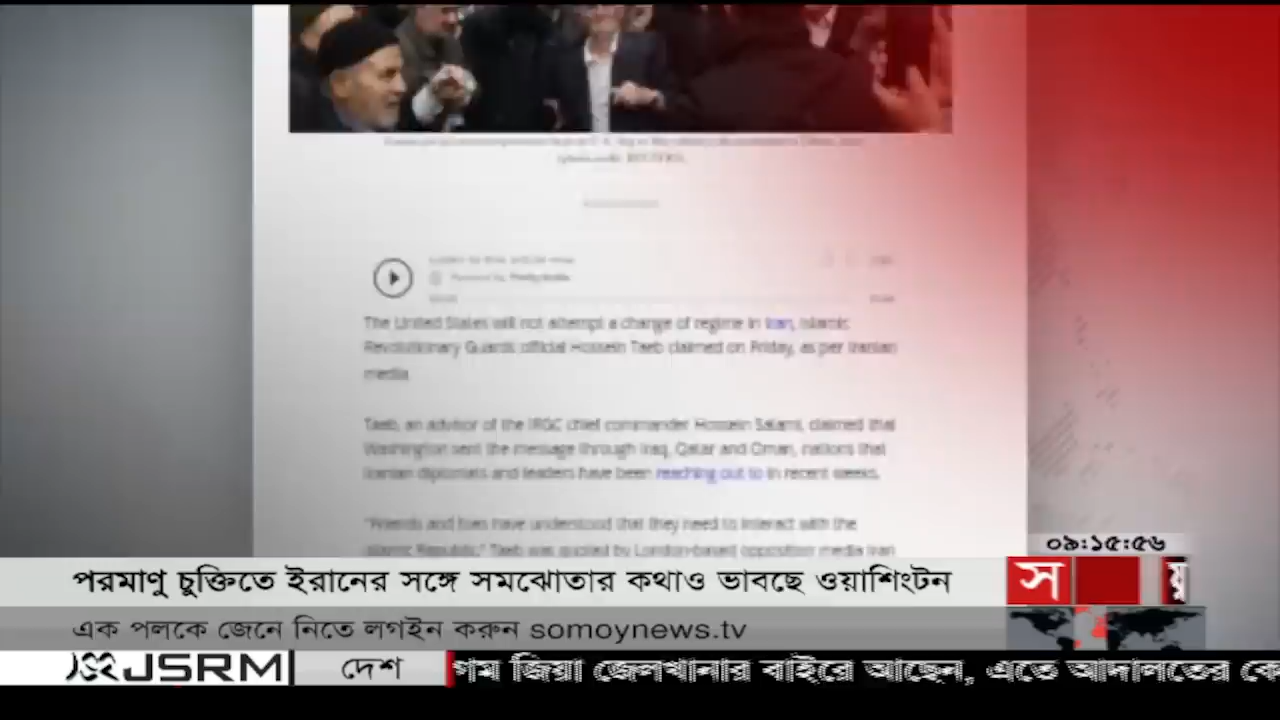 The United States will not attempt a change of regime in Iran, Islamic
Revolutionary Guards official Hossein Taeb claimed on Friday, as per Iranian
media.
Taeb, an advisor of the IRGC chief commander Hossein Salami, claimed that
Washington sent the message through Iraq, Qatar and Oman, nations that
Iranian diplomats and leaders have been reaching out to in recent weeks.
"Friends and foes have understood that they need to interact with the
Islamic Republic," Taeb was quoted by London-based opposition media Iran
০৯:১৫:৫৬
পরমাণু চুক্তিতে ইরানের সঙ্গে সমঝোতার কথাও ভাবছে ওয়াশিংটন
স
এক পলকে জেনে নিতে লগইন করুন somoynews.tv
JSRM
দেশ
গম জিয়া জেলখানার বাইরে আছেন, এতে আদালতের কো